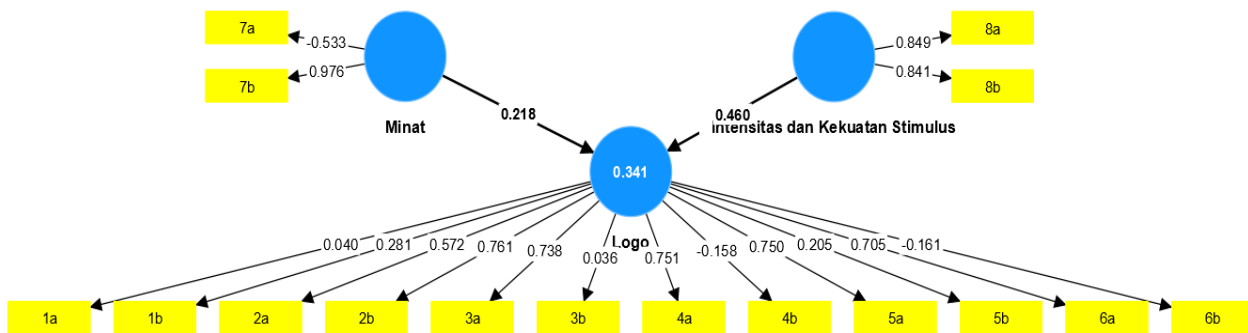 7a
-0.533
8a
0.849
7b
0.976
8b
0.841
0.218
0.460
Minat
Intensitas dan Kekuatan Stimulus
0.341
Logo
0.040
0.281
0.572
0.761
0.738
0.036
0.751
-0.158
0.750
0.205
0.705
-0.161
1a
1b
2a
2b
3a
3b
4a
4b
5a
5b
6a
6b